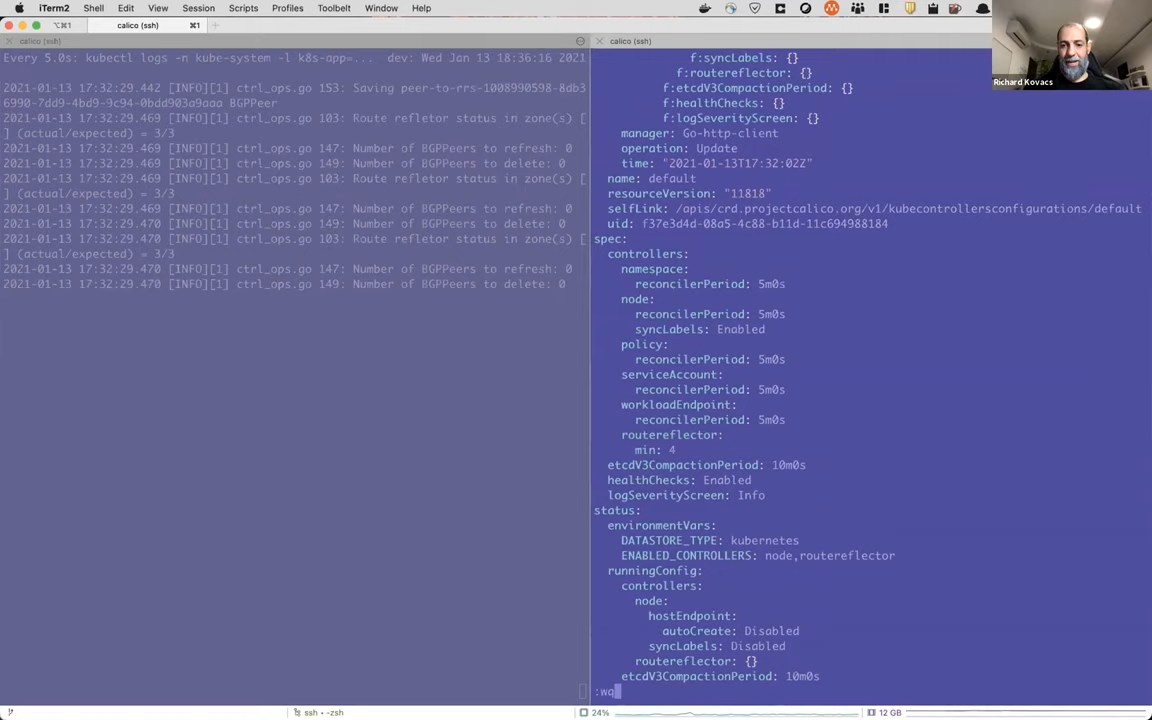 iTerm2 Shell Edit View Session Scripts Profiles Toolbelt Window Help
⌥⌘1 calico (ssh) ⌘1
calico (ssh)
Every 5.0s: kubectl logs -n kube-system -l k8s-app=... dev: Wed Jan 13 18:36:16 2021
2021-01-13 17:32:29.442 [INFO][1] ctrl_ops.go 153: Saving peer-to-rrs-1008990598-8db3
6990-7dd9-4bd9-9c94-0bdd903a9aaa BGPPeer
2021-01-13 17:32:29.469 [INFO][1] ctrl_ops.go 103: Route refletor status in zone(s) [
] (actual/expected) = 3/3
2021-01-13 17:32:29.469 [INFO][1] ctrl_ops.go 147: Number of BGPPeers to refresh: 0
2021-01-13 17:32:29.469 [INFO][1] ctrl_ops.go 149: Number of BGPPeers to delete: 0
2021-01-13 17:32:29.469 [INFO][1] ctrl_ops.go 103: Route refletor status in zone(s) [
] (actual/expected) = 3/3
2021-01-13 17:32:29.469 [INFO][1] ctrl_ops.go 147: Number of BGPPeers to refresh: 0
2021-01-13 17:32:29.470 [INFO][1] ctrl_ops.go 149: Number of BGPPeers to delete: 0
2021-01-13 17:32:29.470 [INFO][1] ctrl_ops.go 103: Route refletor status in zone(s) [
] (actual/expected) = 3/3
2021-01-13 17:32:29.470 [INFO][1] ctrl_ops.go 147: Number of BGPPeers to refresh: 0
2021-01-13 17:32:29.470 [INFO][1] ctrl_ops.go 149: Number of BGPPeers to delete: 0
calico (ssh)
f:syncLabels: {}
f:routereflector: {}
f:etcdV3CompactionPeriod: {}
f:healthChecks: {}
f:logSeverityScreen: {}
manager: Go-http-client
operation: Update
time: "2021-01-13T17:32:02Z"
name: default
resourceVersion: "11818"
selfLink: /apis/crd.projectcalico.org/v1/kubecontrollersconfigurations/default
uid: f37e3d4d-08a5-4c88-b11d-11c694988184
spec:
controllers:
namespace:
reconcilerPeriod: 5m0s
node:
reconcilerPeriod: 5m0s
syncLabels: Enabled
policy:
reconcilerPeriod: 5m0s
serviceAccount:
reconcilerPeriod: 5m0s
workloadEndpoint:
reconcilerPeriod: 5m0s
routereflector:
min: 4
etcdV3CompactionPeriod: 10m0s
healthChecks: Enabled
logSeverityScreen: Info
status:
environmentVars:
DATASTORE_TYPE: kubernetes
ENABLED_CONTROLLERS: node,routereflector
runningConfig:
controllers:
node:
hostEndpoint:
autoCreate: Disabled
syncLabels: Disabled
routereflector: {}
etcdV3CompactionPeriod: 10m0s
:wq
Richard Kovacs
ssh - -zsh
24%
12 GB